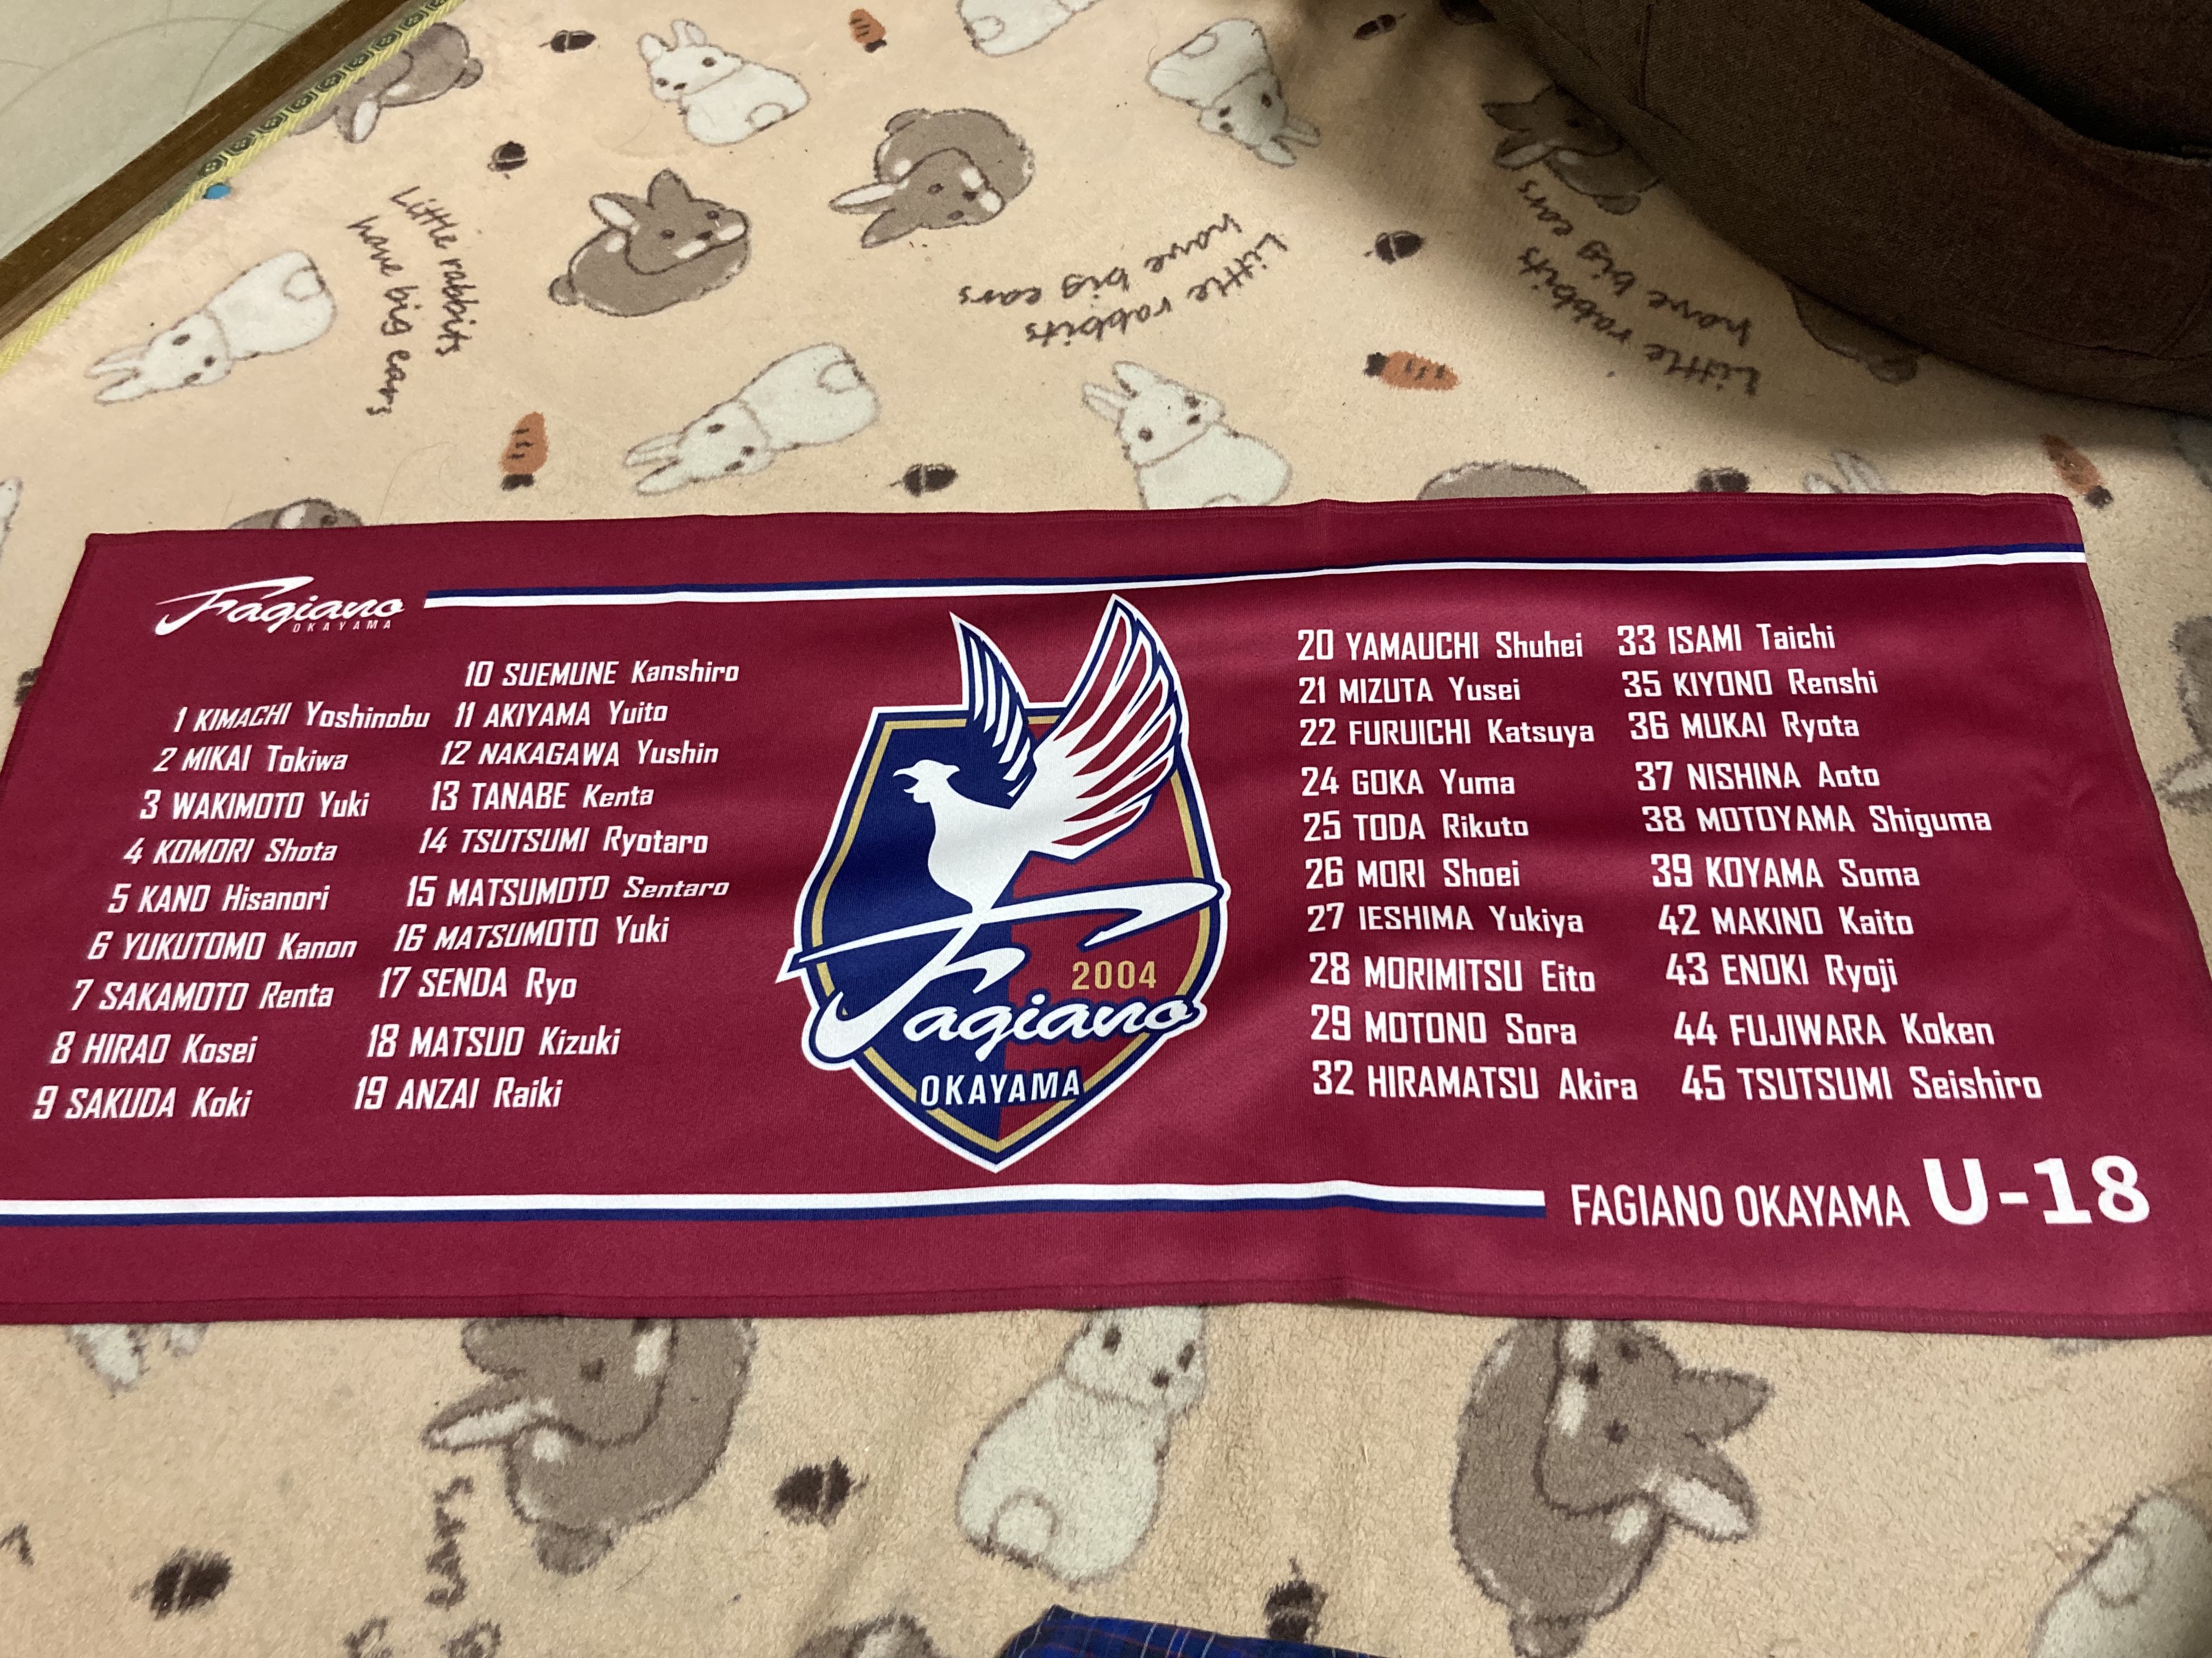 Little rabbits
have big ears
Little rabbits
have big ears
Little rabbits
have big ears
Fagiano
OKAYAMA
1 KIMACHI Yoshinobu
2 MIKAI Tokiwa
3 WAKIMOTO Yuki
4 KOMORI Shota
5 KANO Hisanori
6 YUKUTOMO Kanon
7 SAKAMOTO Renta
8 HIRAO Kosei
9 SAKUDA Koki
10 SUEMUNE Kanshiro
11 AKIYAMA Yuito
12 NAKAGAWA Yushin
13 TANABE Kenta
14 TSUTSUMI Ryotaro
15 MATSUMOTO Sentaro
16 MATSUMOTO Yuki
17 SENDA Ryo
18 MATSUO Kizuki
19 ANZAI Raiki
2004
Fagiano
OKAYAMA
20 YAMAUCHI Shuhei
21 MIZUTA Yusei
22 FURUICHI Katsuya
24 GOKA Yuma
25 TODA Rikuto
26 MORI Shoei
27 IESHIMA Yukiya
28 MORIMITSU Eito
29 MOTONO Sora
32 HIRAMATSU Akira
33 ISAMI Taichi
35 KIYONO Renshi
36 MUKAI Ryota
37 NISHINA Aoto
38 MOTOYAMA Shiguma
39 KOYAMA Soma
42 MAKINO Kaito
43 ENOKI Ryoji
44 FUJIWARA Koken
45 TSUTSUMI Seishiro
FAGIANO OKAYAMA U-18
ears